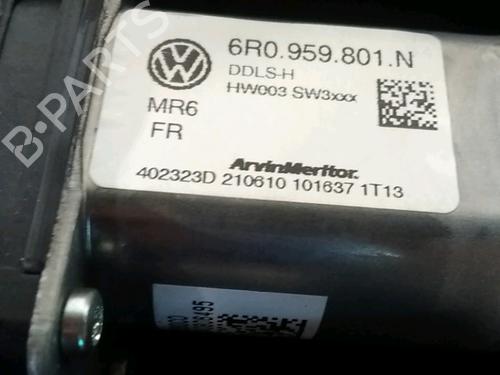 6R0.959.801.N
DDLS-H
HW003 SW3xxx
MR6
FR
ArvinMeritor.
402323D 210610 101637 1T13
B-PARTS